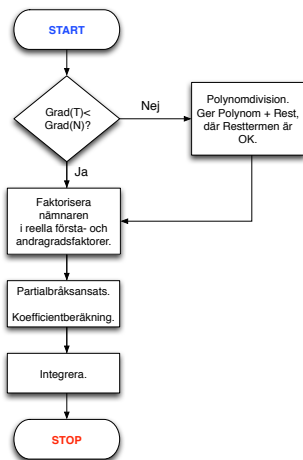 START
Grad(T)<
Grad(N)?
Nej
Polynomdivision.
Ger Polynom + Rest,
där Resttermen är
OK.
Ja
Faktorisera
nämnaren
i reella första- och
andragradsfaktorer.
Partialbråksansats.
Koefficientberäkning.
Integrera.
STOP